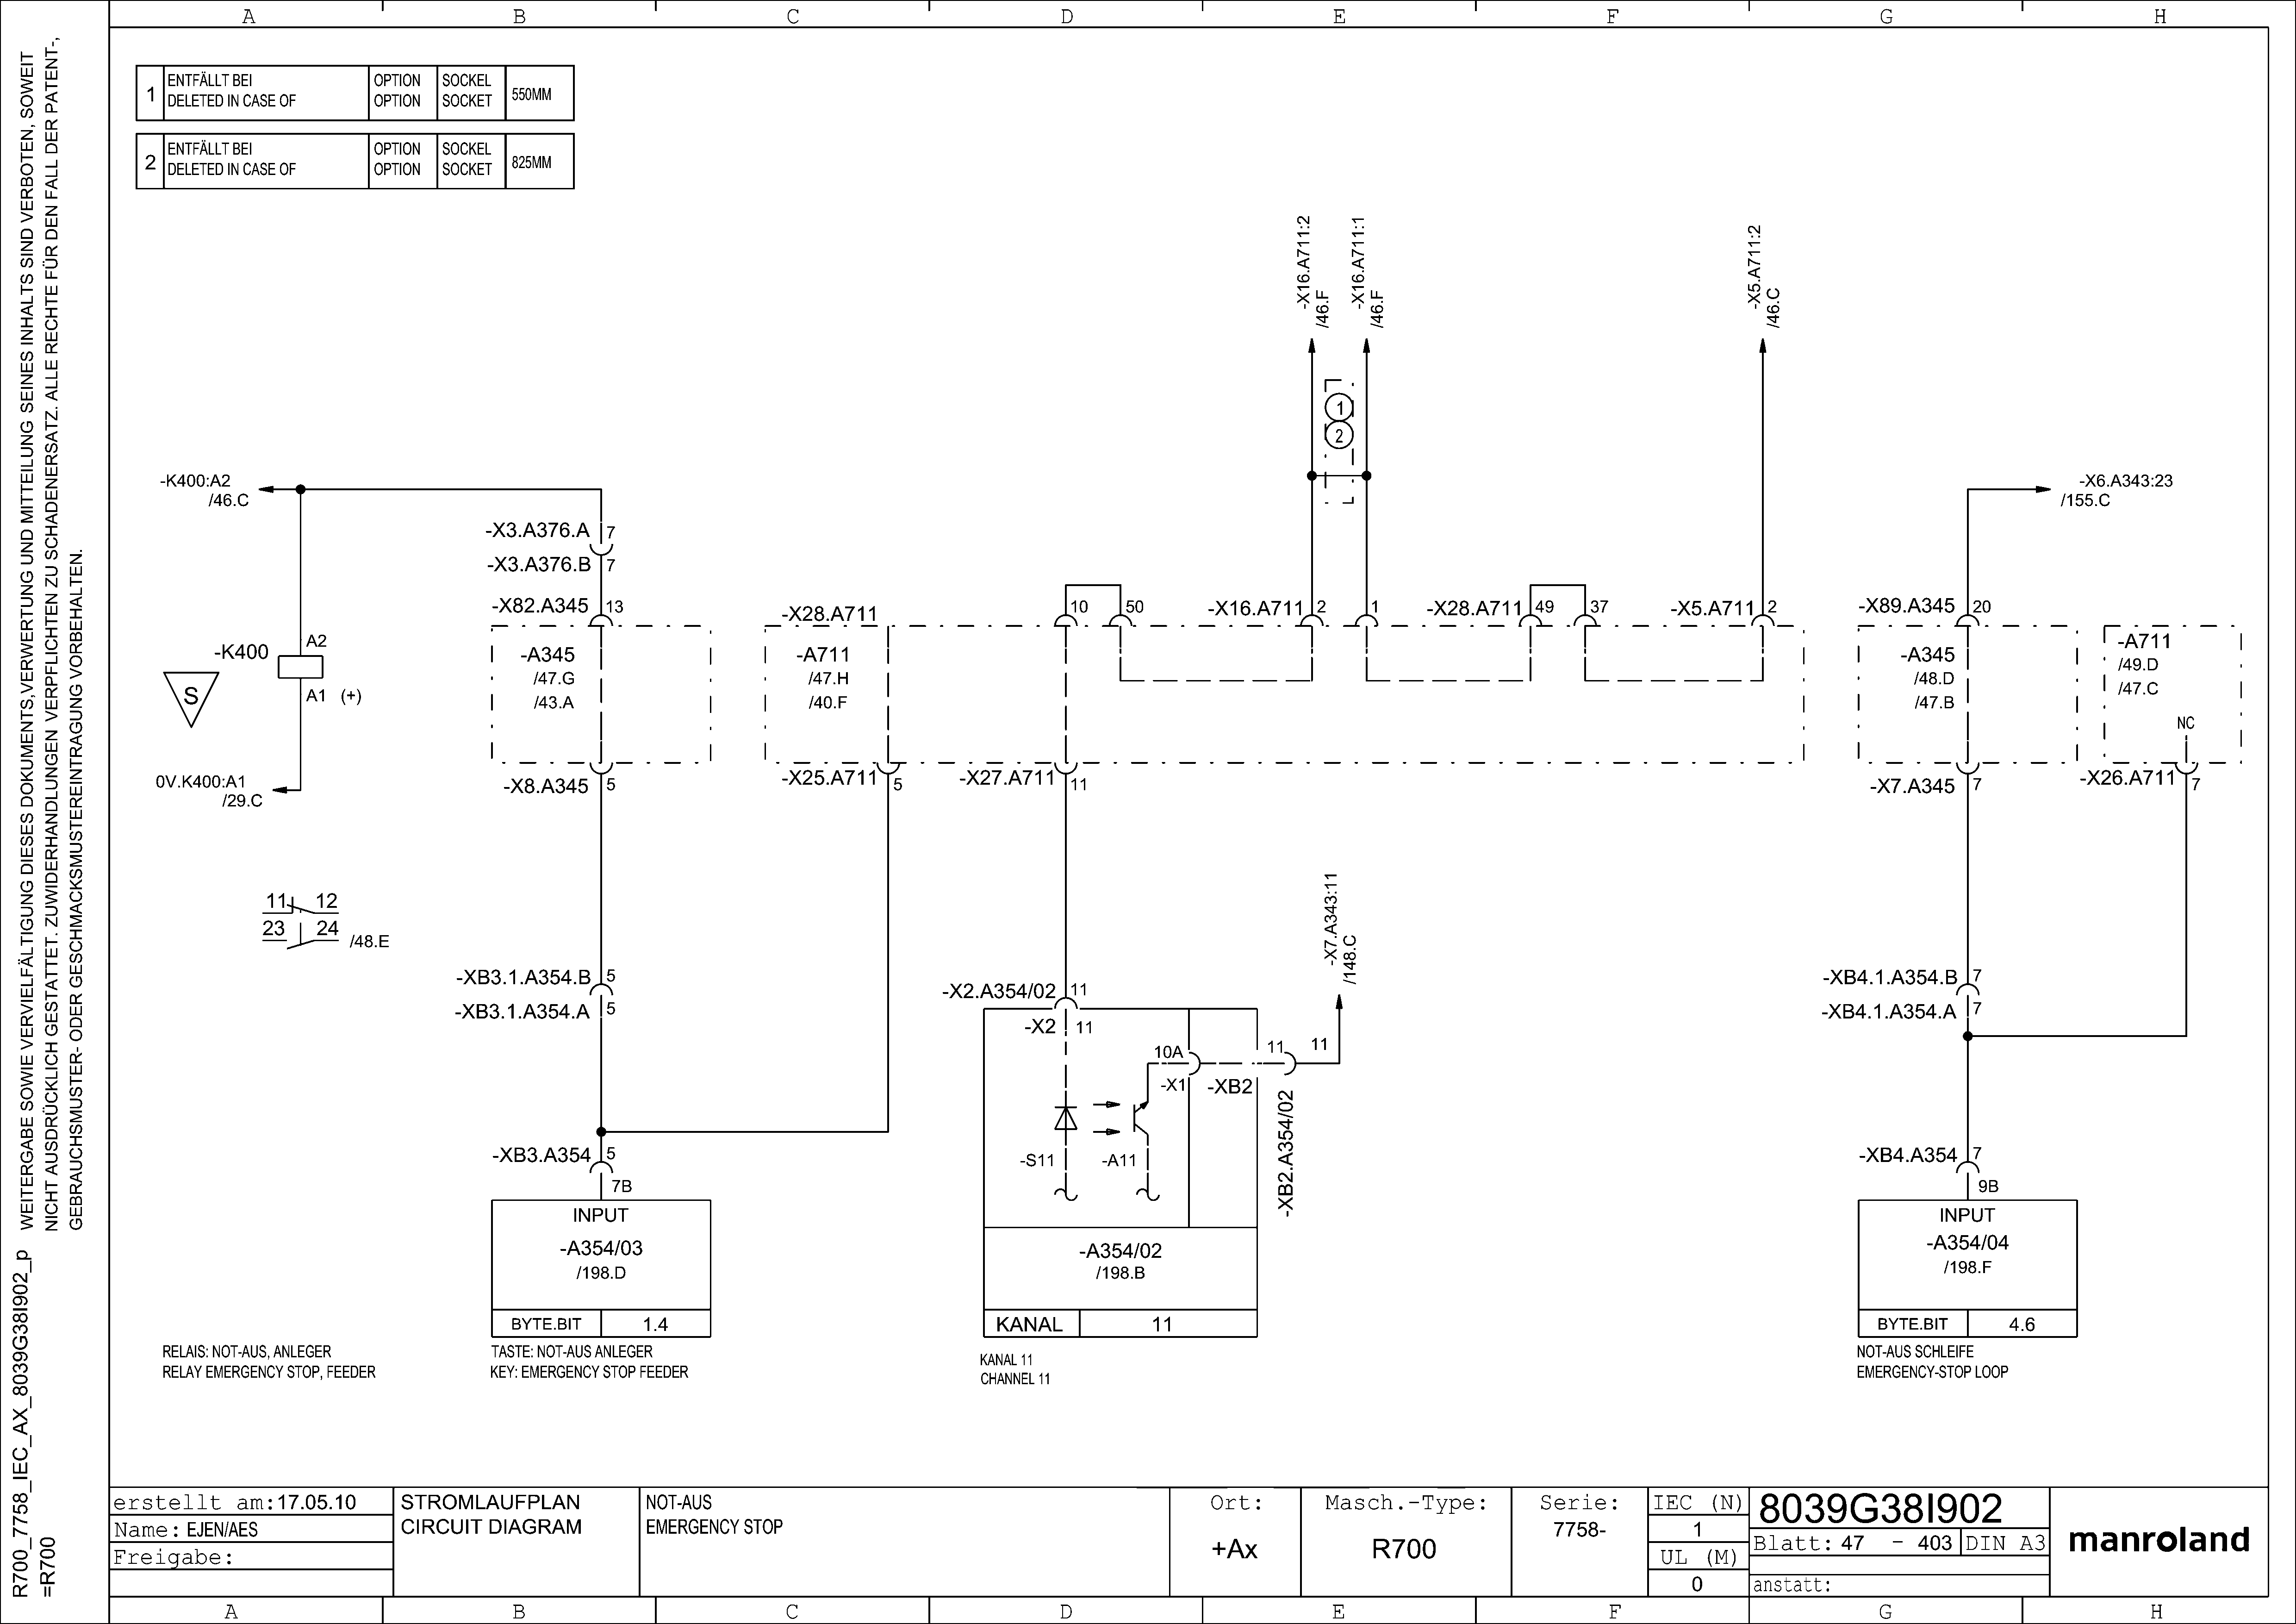 A B C D E F G H
1 ENTFÄLLT BEI OPTION SOCKEL 550MM
DELETED IN CASE OF OPTION SOCKET
2 ENTFÄLLT BEI OPTION SOCKEL 825MM
DELETED IN CASE OF OPTION SOCKET
WEITERGABE SOWIE VERVIELFÄLTIGUNG DIESES DOKUMENTS,VERWERTUNG UND MITTEILUNG SEINES INHALTS SIND VERBOTEN, SOWEIT
NICHT AUSDRÜCKLICH GESTATTET. ZUWIDERHANDLUNGEN VERPFLICHTEN ZU SCHADENERSATZ. ALLE RECHTE FÜR DEN FALL DER PATENT-,
GEBRAUCHSMUSTER- ODER GESCHMACKSMUSTEREINTRAGUNG VORBEHALTEN.
R700_7758_IEC_AX_8039G38I902_p
=R700
-X16.A711:2
/46.F
-X16.A711:1
/46.F
-X5.A711:2
/46.C
1
2
-K400:A2
/46.C
-X6.A343:23
/155.C
-X3.A376.A 7
-X3.A376.B 7
-X82.A345 13
-X28.A711
10 50
-X16.A711 2 1
-X28.A711 49 37
-X5.A711 2
-X89.A345 20
-K400
A2
A1 (+)
S
-A345
/47.G
/43.A
-A711
/47.H
/40.F
-A345
/48.D
/47.B
-A711
/49.D
/47.C
NC
0V.K400:A1
/29.C
-X8.A345 5
-X25.A711 5
-X27.A711 11
-X7.A345 7
-X26.A711 7
11 12
23 24
/48.E
-X7.A343:11
/148.C
-XB3.1.A354.B 5
-XB3.1.A354.A 5
-X2.A354/02 11
-X2 11
10A
-X1
-XB2
11 11
-XB2.A354/02
-S11
-A11
-XB4.1.A354.B 7
-XB4.1.A354.A 7
-XB3.A354 5
7B
INPUT
-A354/03
/198.D
BYTE.BIT 1.4
-A354/02
/198.B
KANAL 11
-XB4.A354 7
9B
INPUT
-A354/04
/198.F
BYTE.BIT 4.6
RELAIS: NOT-AUS, ANLEGER
RELAY EMERGENCY STOP, FEEDER
TASTE: NOT-AUS ANLEGER
KEY: EMERGENCY STOP FEEDER
KANAL 11
CHANNEL 11
NOT-AUS SCHLEIFE
EMERGENCY-STOP LOOP
erstellt am:17.05.10
Name: EJEN/AES
Freigabe:
STROMLAUFPLAN
CIRCUIT DIAGRAM
NOT-AUS
EMERGENCY STOP
Ort:
+Ax
Masch.-Type:
R700
Serie:
7758-
IEC (N)
1
UL (M)
0
8039G38I902
Blatt: 47 - 403 DIN A3
anstatt:
manroland
A B C D E F G H